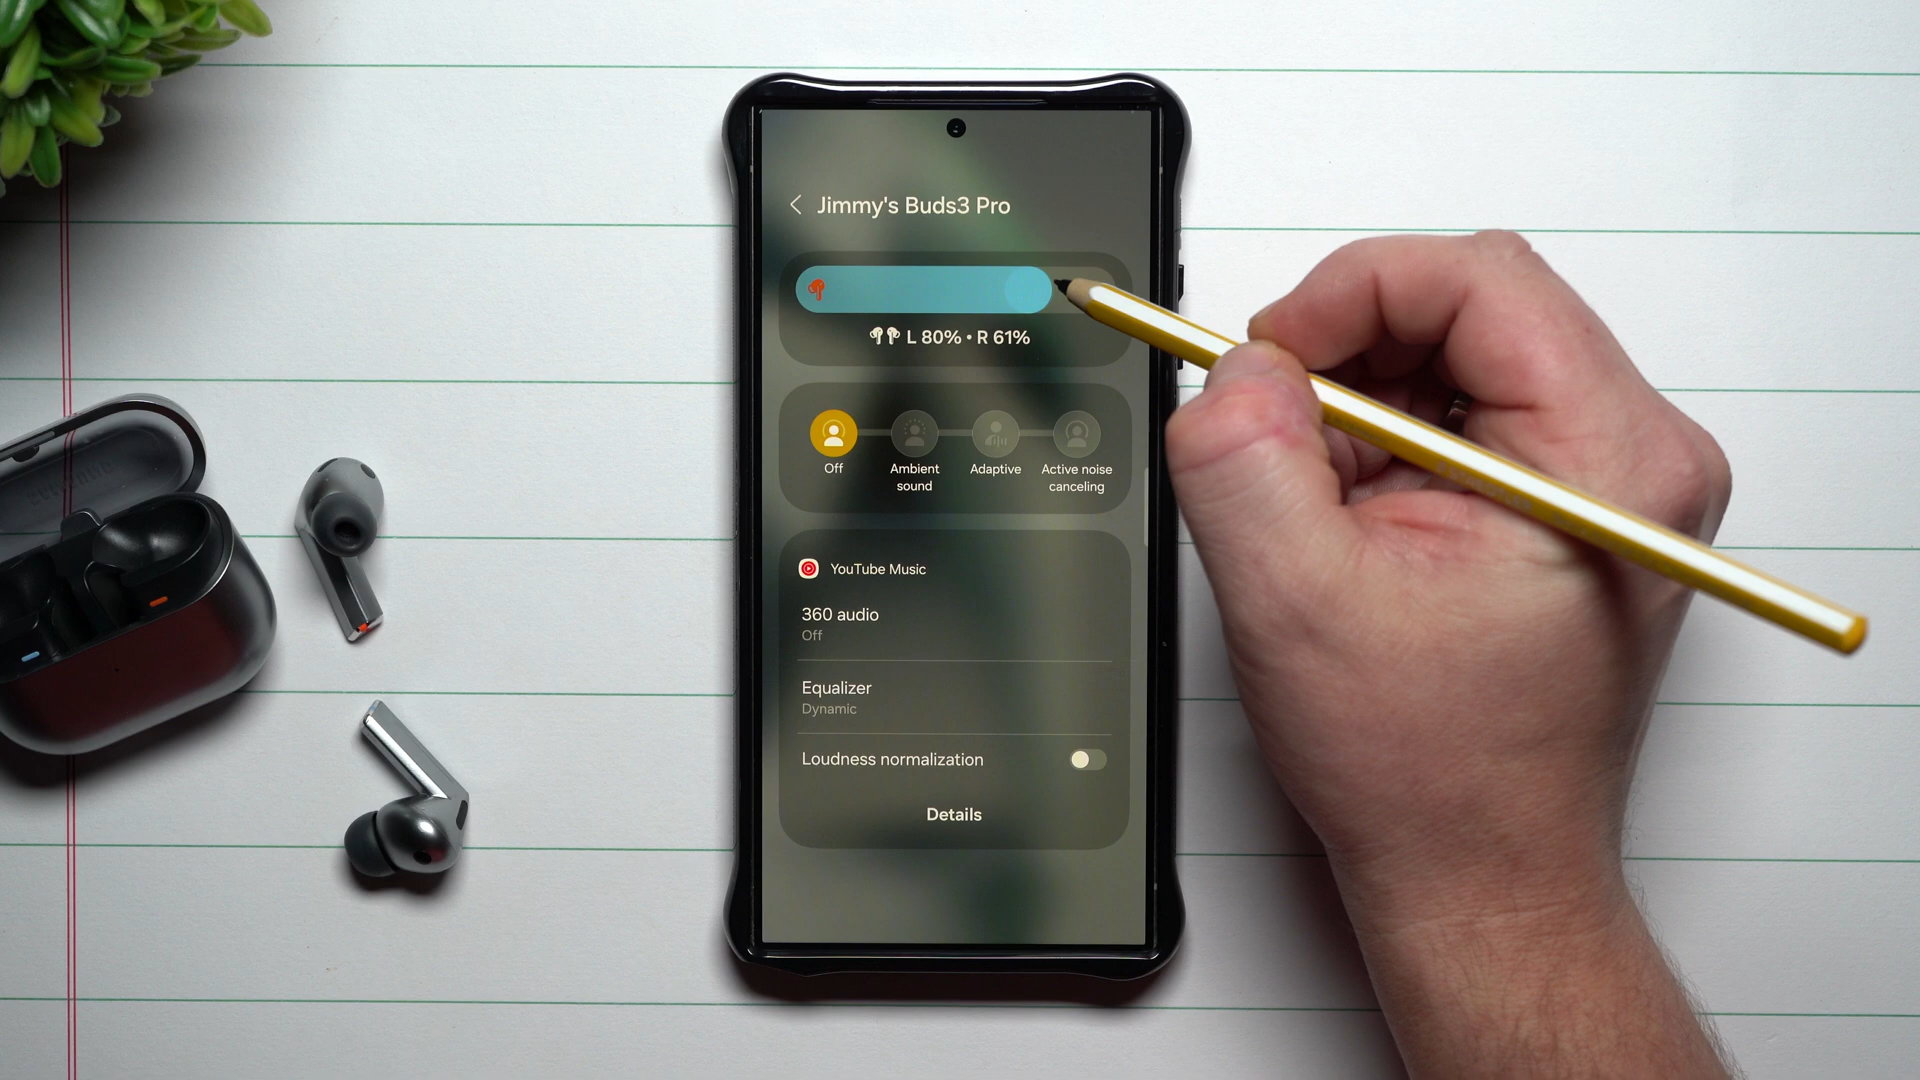 Jimmy's Buds3 Pro
L 80% • R 61%
Off
Ambient
sound
Adaptive
Active noise
canceling
YouTube Music
360 audio
Off
Equalizer
Dynamic
Loudness normalization
Details